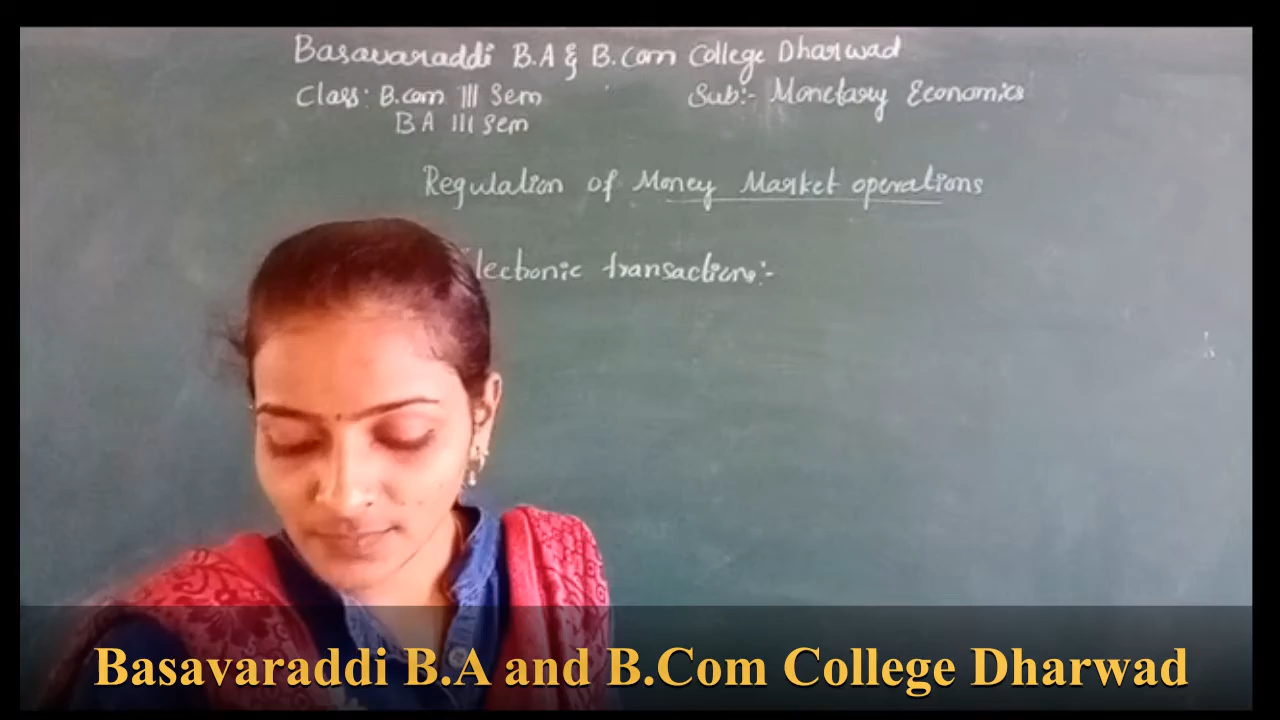 Basavaraddi B.A & B.Com College Dharwad
Class: B.com III Sem Sub:- Monetary Economics
B A III Sem
Regulation of Money Market operations
Electronic transactions:-
Basavaraddi B.A and B.Com College Dharwad